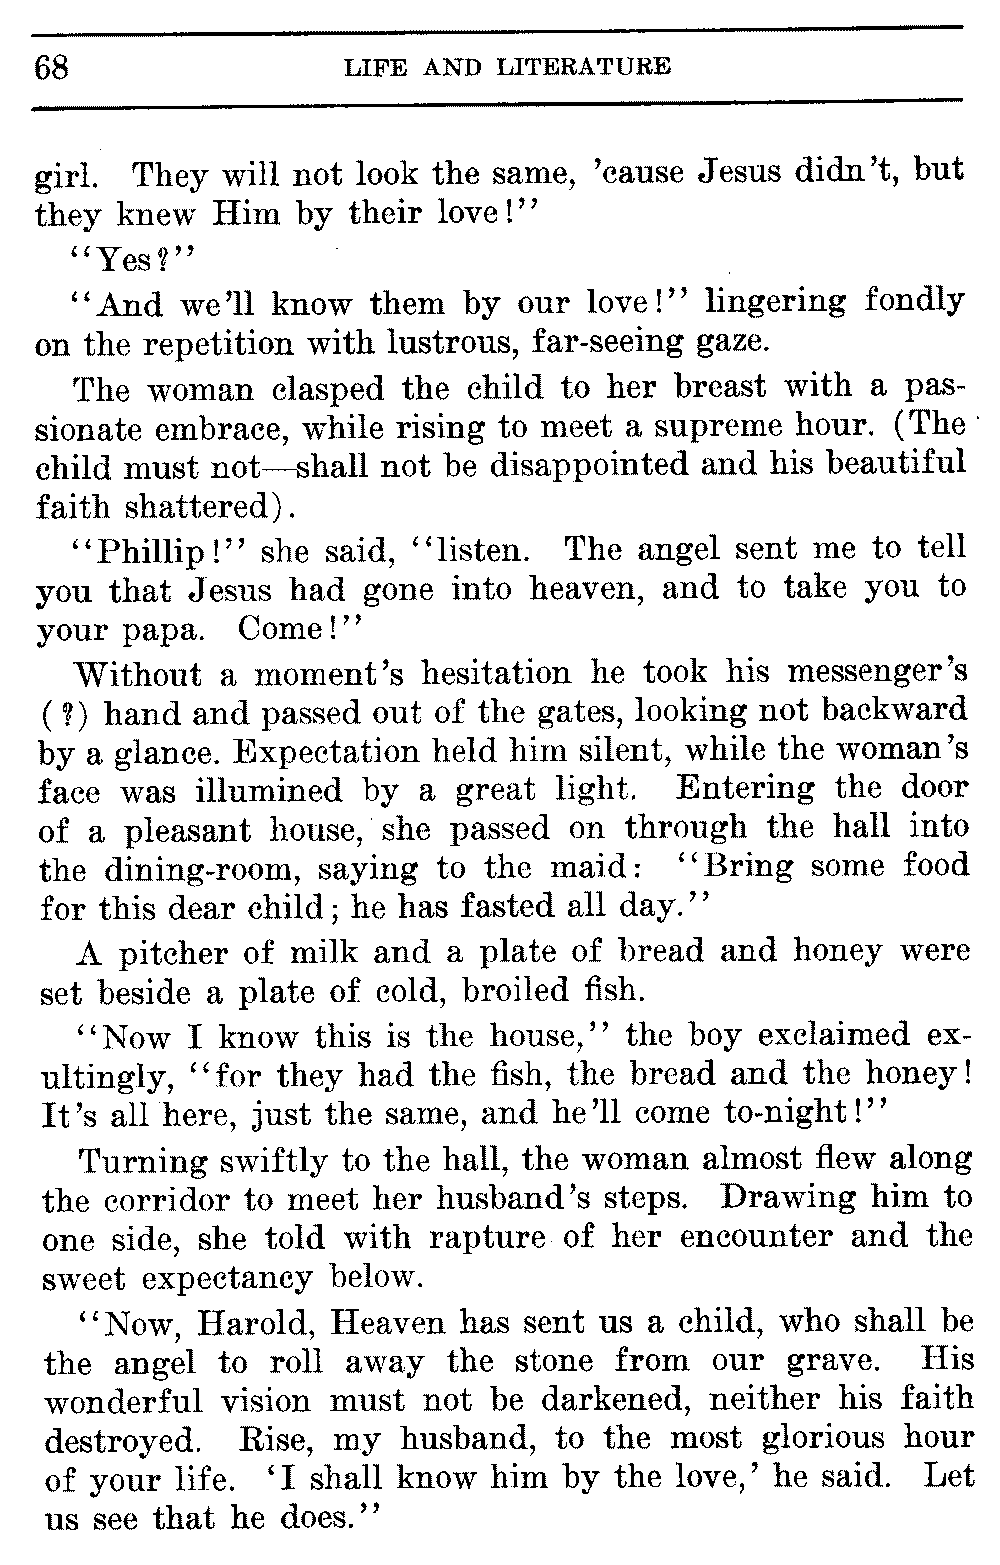 68 LIFE AND LITERATURE
girl. They will not look the same, 'cause Jesus didn't, but
they knew Him by their love!"
"Yes?"
"And we'll know them by our love!" lingering fondly
on the repetition with lustrous, far-seeing gaze.
The woman clasped the child to her breast with a pas-
sionate embrace, while rising to meet a supreme hour. (The
child must not—shall not be disappointed and his beautiful
faith shattered).
"Phillip!" she said, "listen. The angel sent me to tell
you that Jesus had gone into heaven, and to take you to
your papa. Come!"
Without a moment's hesitation he took his messenger's
(?) hand and passed out of the gates, looking not backward
by a glance. Expectation held him silent, while the woman's
face was illumined by a great light. Entering the door
of a pleasant house, she passed on through the hall into
the dining-room, saying to the maid: "Bring some food
for this dear child; he has fasted all day."
A pitcher of milk and a plate of bread and honey were
set beside a plate of cold, broiled fish.
"Now I know this is the house," the boy exclaimed ex-
ultingly, "for they had the fish, the bread and the honey!
It's all here, just the same, and he'll come to-night!"
Turning swiftly to the hall, the woman almost flew along
the corridor to meet her husband's steps. Drawing him to
one side, she told with rapture of her encounter and the
sweet expectancy below.
"Now, Harold, Heaven has sent us a child, who shall be
the angel to roll away the stone from our grave. His
wonderful vision must not be darkened, neither his faith
destroyed. Rise, my husband, to the most glorious hour
of your life. 'I shall know him by the love,' he said. Let
us see that he does."